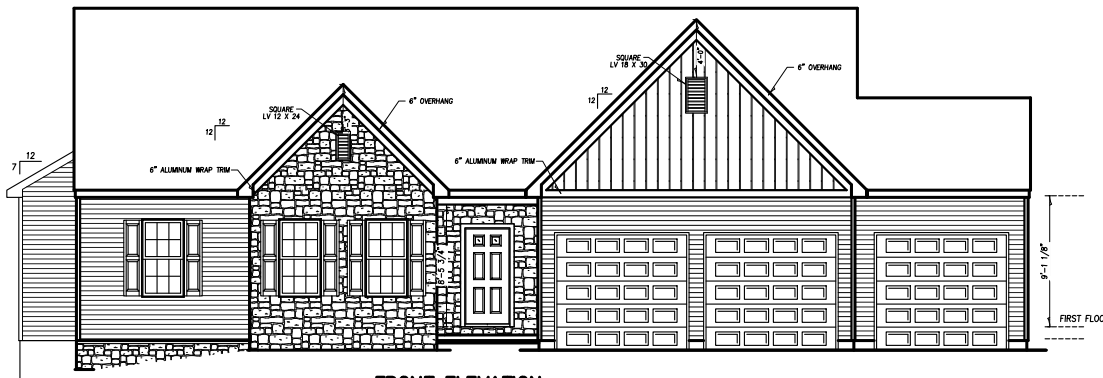 SQUARE
LV 18 X 30
4'-0"
6" OVERHANG
12
12
SQUARE
LV 12 X 24
6" OVERHANG
12
12
6" ALUMINUM WRAP TRIM
6" ALUMINUM WRAP TRIM
12
7
8'-5 3/4"
9'-1 1/8"
FIRST FLOO
FRONT ELEVATION